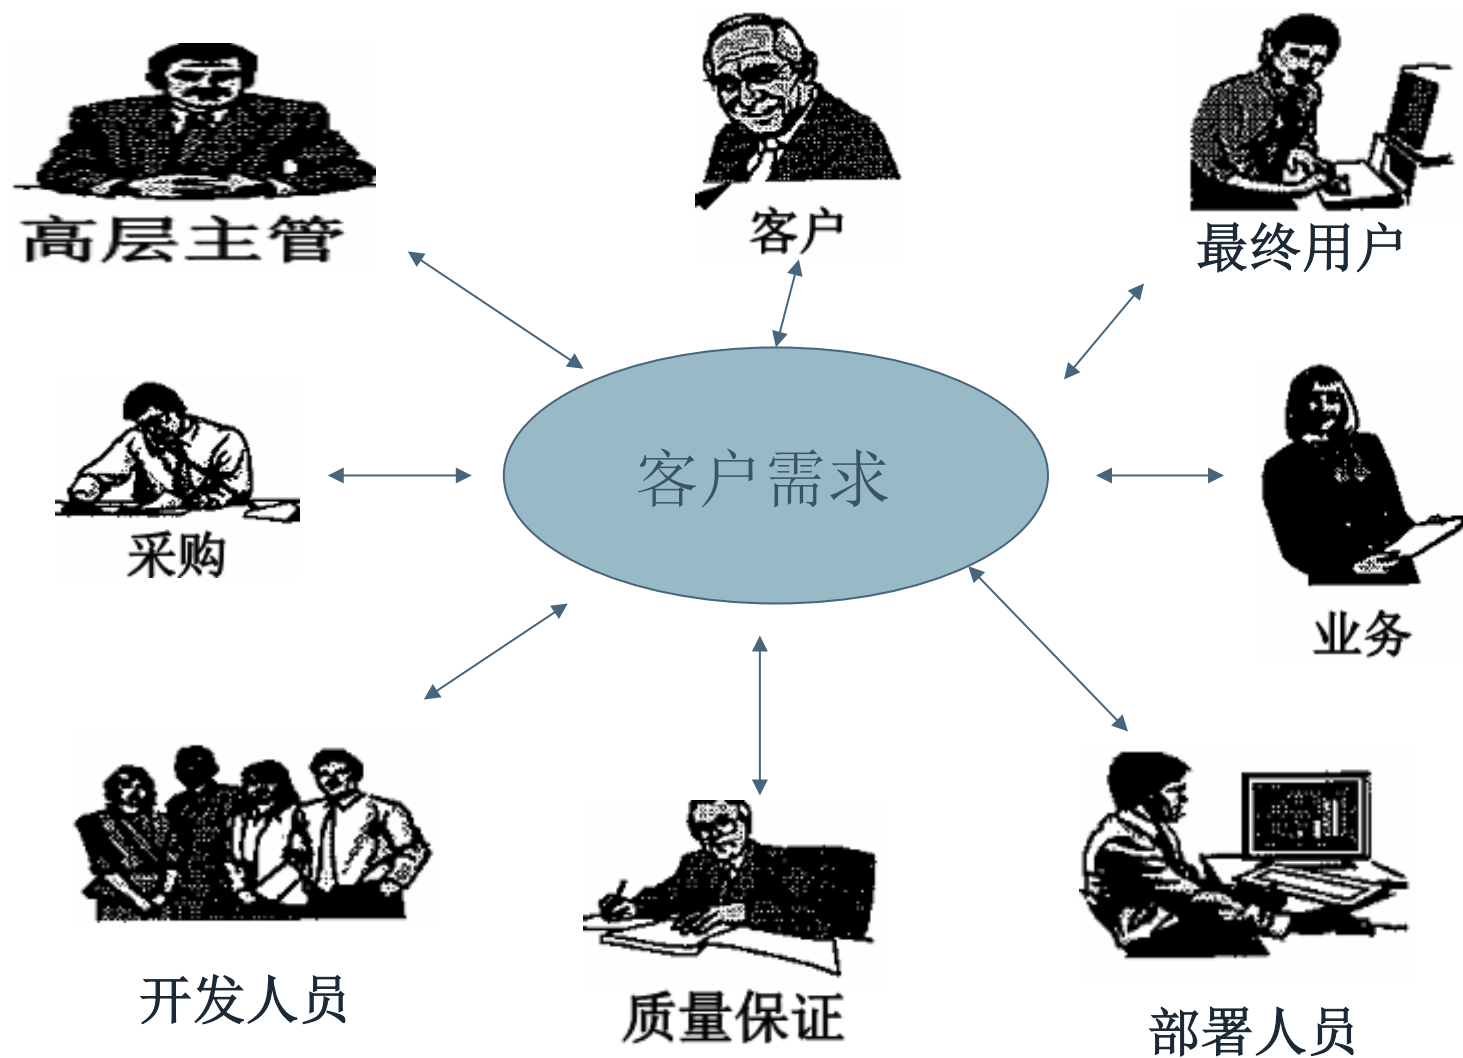 高层主管
客户
最终用户
采购
客户需求
业务
开发人员
质量保证
部署人员